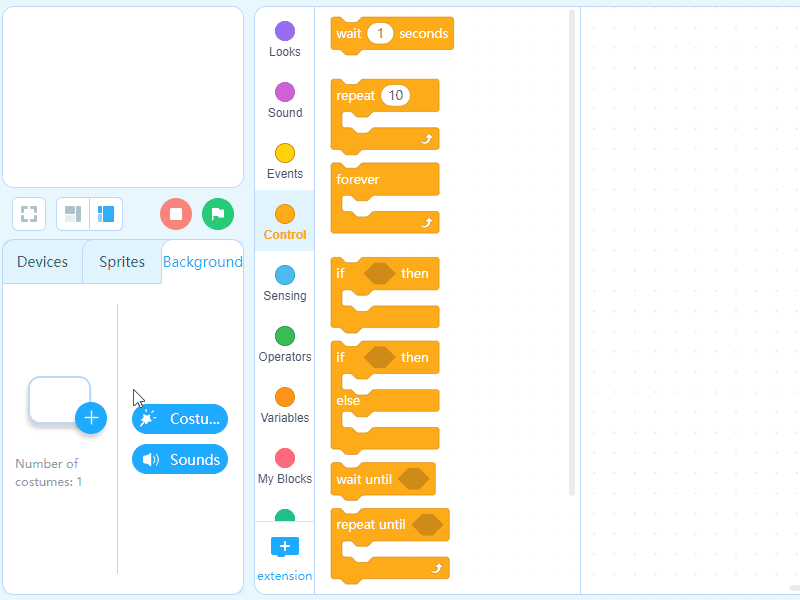 Looks
Sound
Events
Control
Sensing
Operators
Variables
My Blocks
extension
wait 1 seconds
repeat 10
forever
if then
if then
else
wait until
repeat until
Devices
Sprites
Background
Costu...
Sounds
Number of
costumes: 1